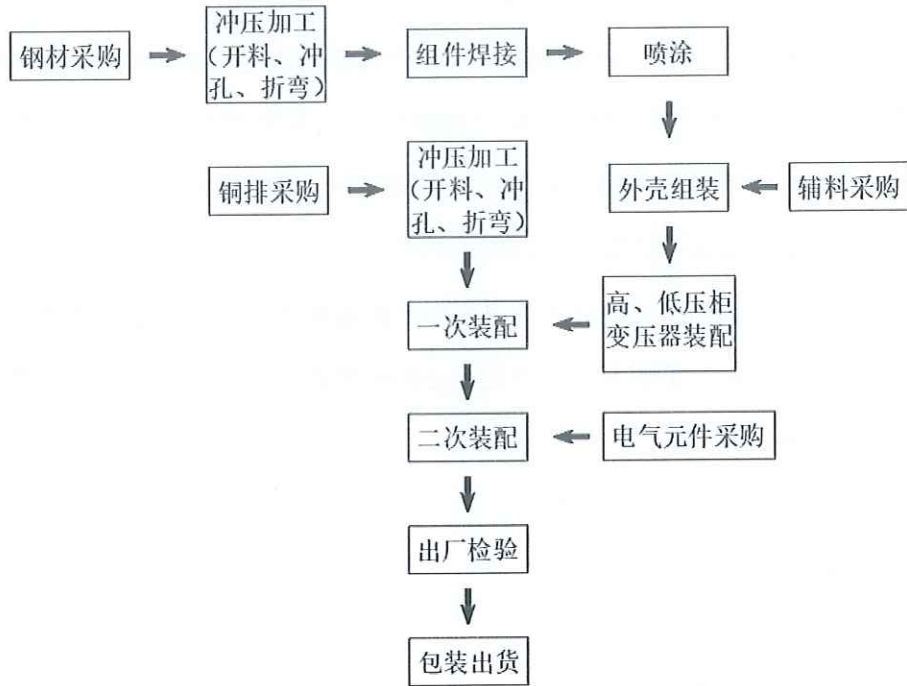 钢材采购
冲压加工
(开料、冲
孔、折弯)
组件焊接
喷涂
铜排采购
冲压加工
(开料、冲
孔、折弯)
外壳组装
辅料采购
一次装配
高、低压柜
变压器装配
二次装配
电气元件采购
出厂检验
包装出货